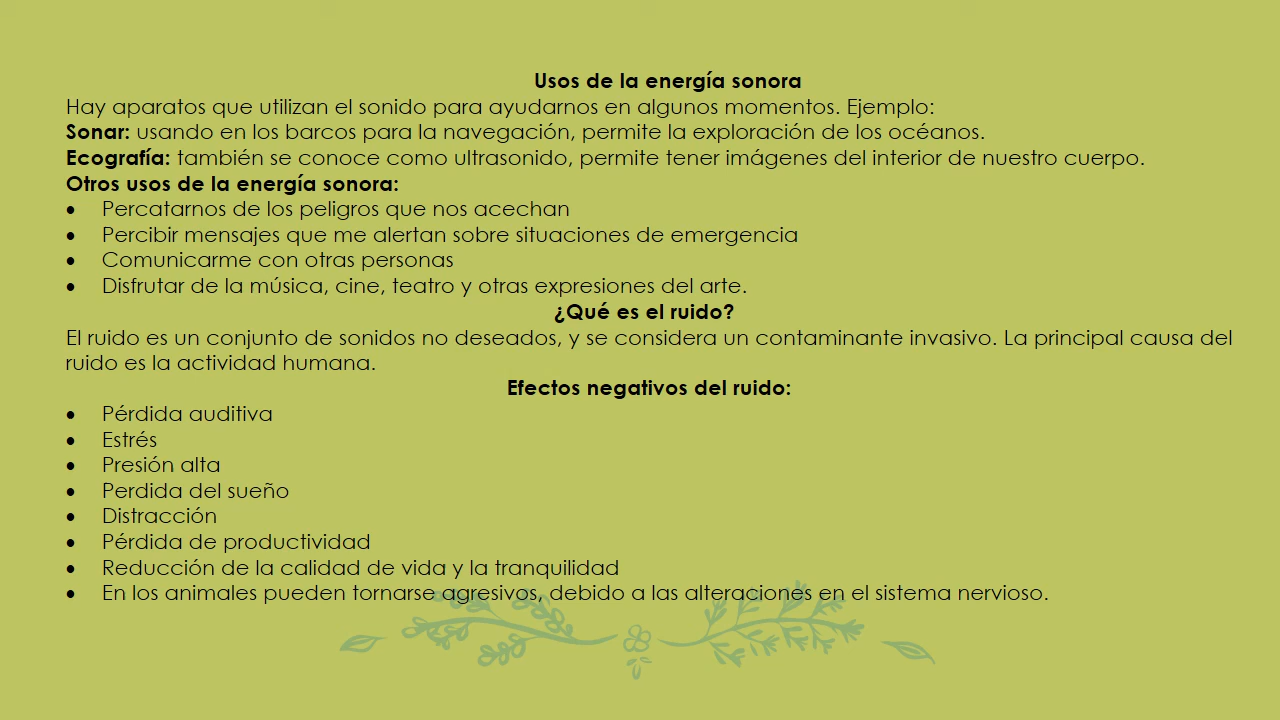 Usos de la energía sonora
Hay aparatos que utilizan el sonido para ayudarnos en algunos momentos. Ejemplo:
Sonar: usando en los barcos para la navegación, permite la exploración de los océanos.
Ecografía: también se conoce como ultrasonido, permite tener imágenes del interior de nuestro cuerpo.
Otros usos de la energía sonora:
• Percatarnos de los peligros que nos acechan
• Percibir mensajes que me alertan sobre situaciones de emergencia
• Comunicarme con otras personas
• Disfrutar de la música, cine, teatro y otras expresiones del arte.
¿Qué es el ruido?
El ruido es un conjunto de sonidos no deseados, y se considera un contaminante invasivo. La principal causa del
ruido es la actividad humana.
Efectos negativos del ruido:
• Pérdida auditiva
• Estrés
• Presión alta
• Perdida del sueño
• Distracción
• Pérdida de productividad
• Reducción de la calidad de vida y la tranquilidad
• En los animales pueden tornarse agresivos, debido a las alteraciones en el sistema nervioso.